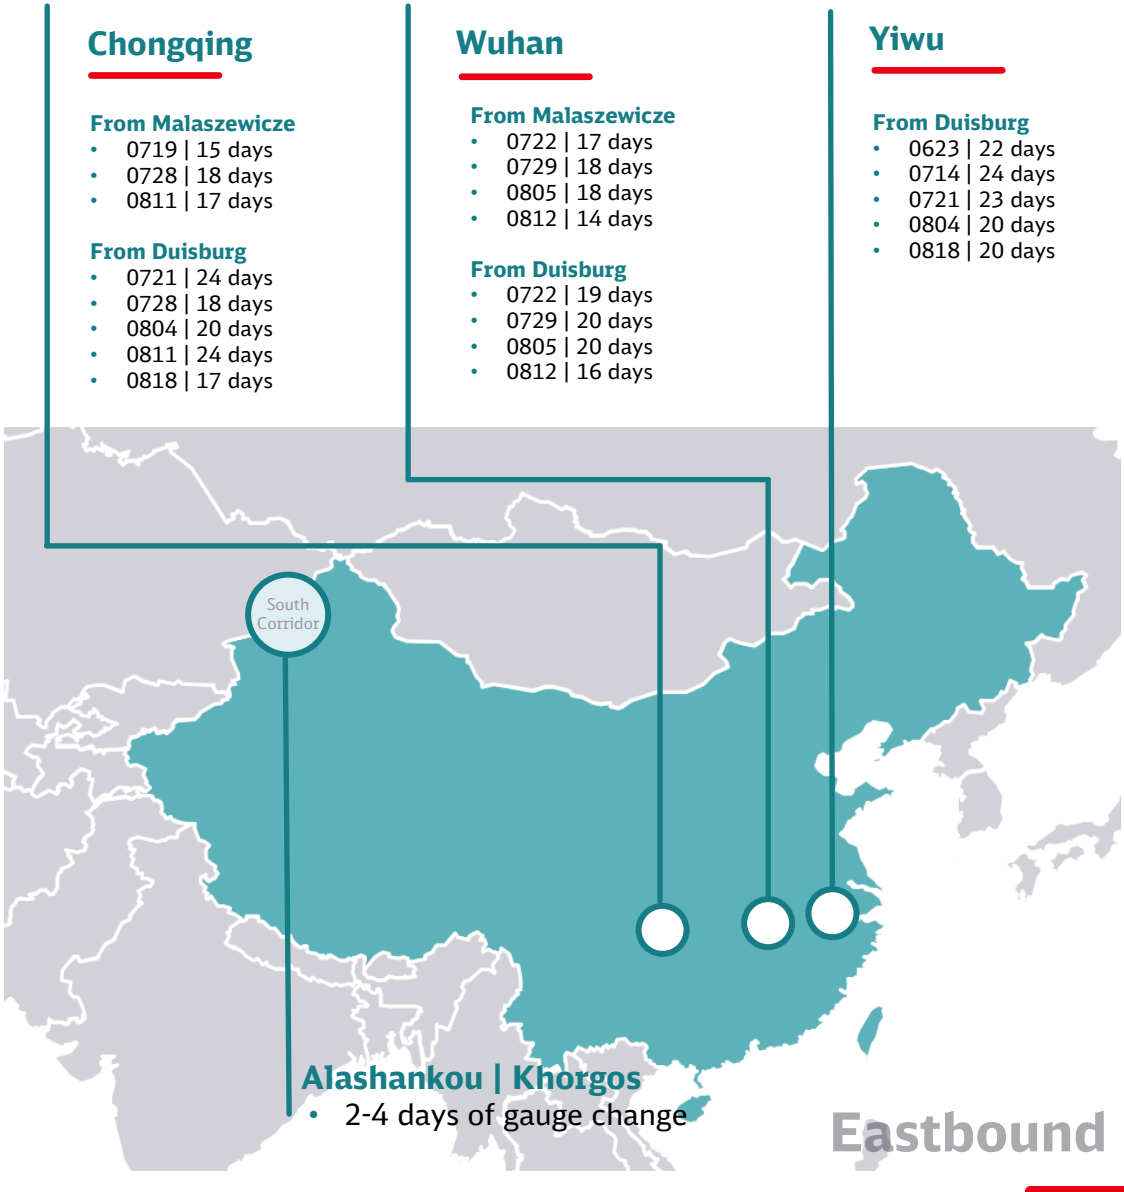 Chongqing
From Malaszewicze
• 0719 | 15 days
• 0728 | 18 days
• 0811 | 17 days
From Duisburg
• 0721 | 24 days
• 0728 | 18 days
• 0804 | 20 days
• 0811 | 24 days
• 0818 | 17 days
Wuhan
From Malaszewicze
• 0722 | 17 days
• 0729 | 18 days
• 0805 | 18 days
• 0812 | 14 days
From Duisburg
• 0722 | 19 days
• 0729 | 20 days
• 0805 | 20 days
• 0812 | 16 days
Yiwu
From Duisburg
• 0623 | 22 days
• 0714 | 24 days
• 0721 | 23 days
• 0804 | 20 days
• 0818 | 20 days
South
Corridor
Alashankou | Khorgos
• 2-4 days of gauge change
Eastbound